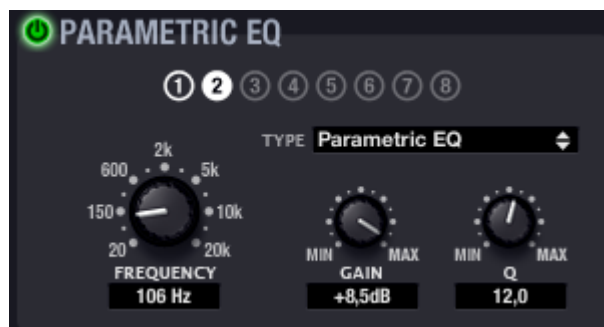 PARAMETRIC EQ
1 2 3 4 5 6 7 8
TYPE Parametric EQ
2k
600 5k
150 10k
20 20k
MIN MAX MIN MAX
FREQUENCY GAIN Q
106 Hz +8,5dB 12,0